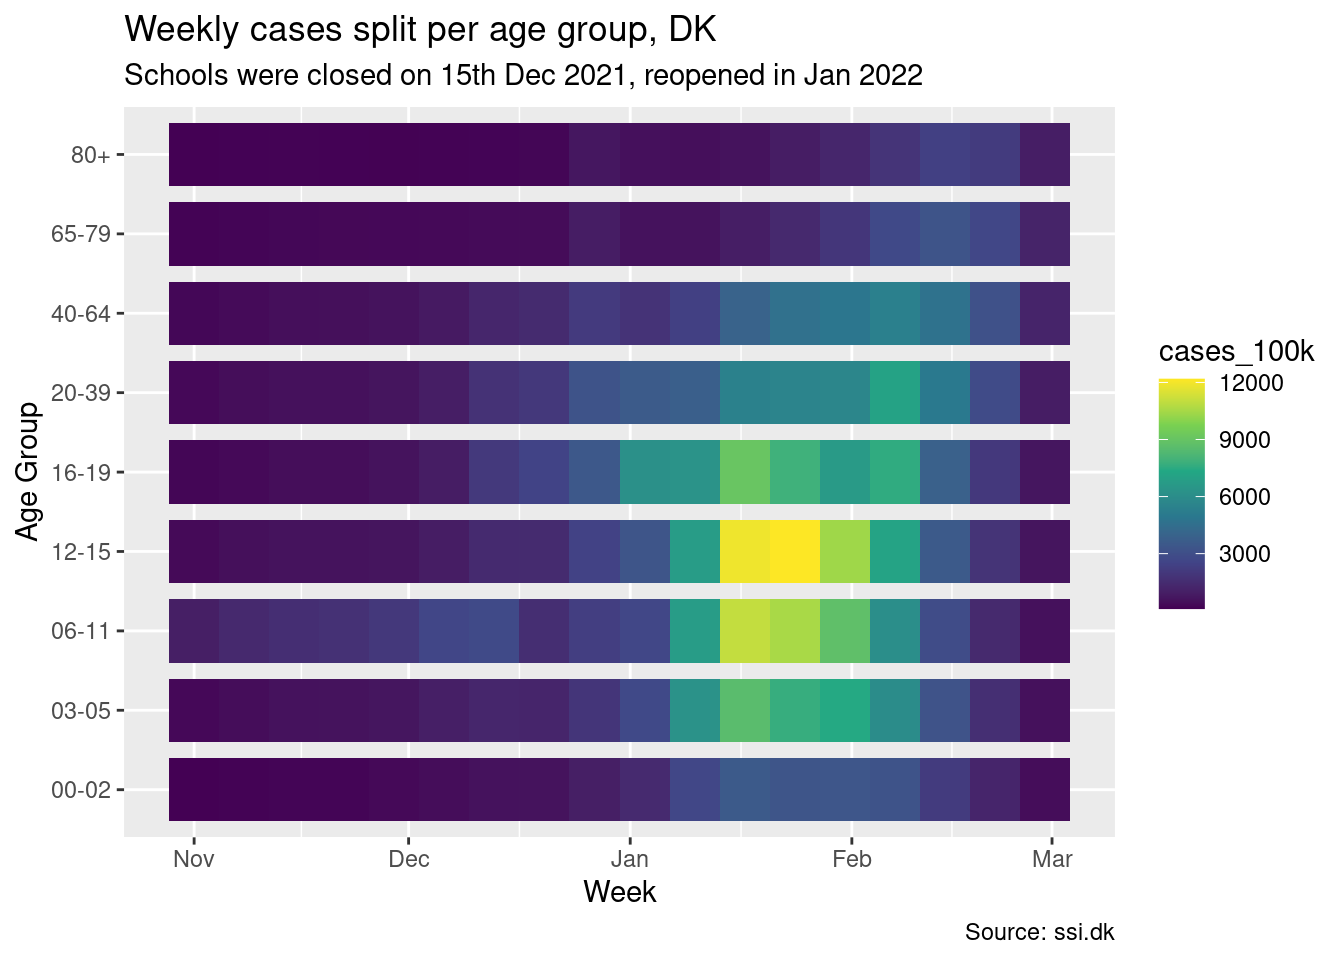 Weekly cases split per age group, DK
Schools were closed on 15th Dec 2021, reopened in Jan 2022
Age Group
80+
65-79
40-64
20-39
16-19
12-15
06-11
03-05
00-02
Nov
Dec
Jan
Feb
Mar
Week
cases_100k
12000
9000
6000
3000
Source: ssi.dk